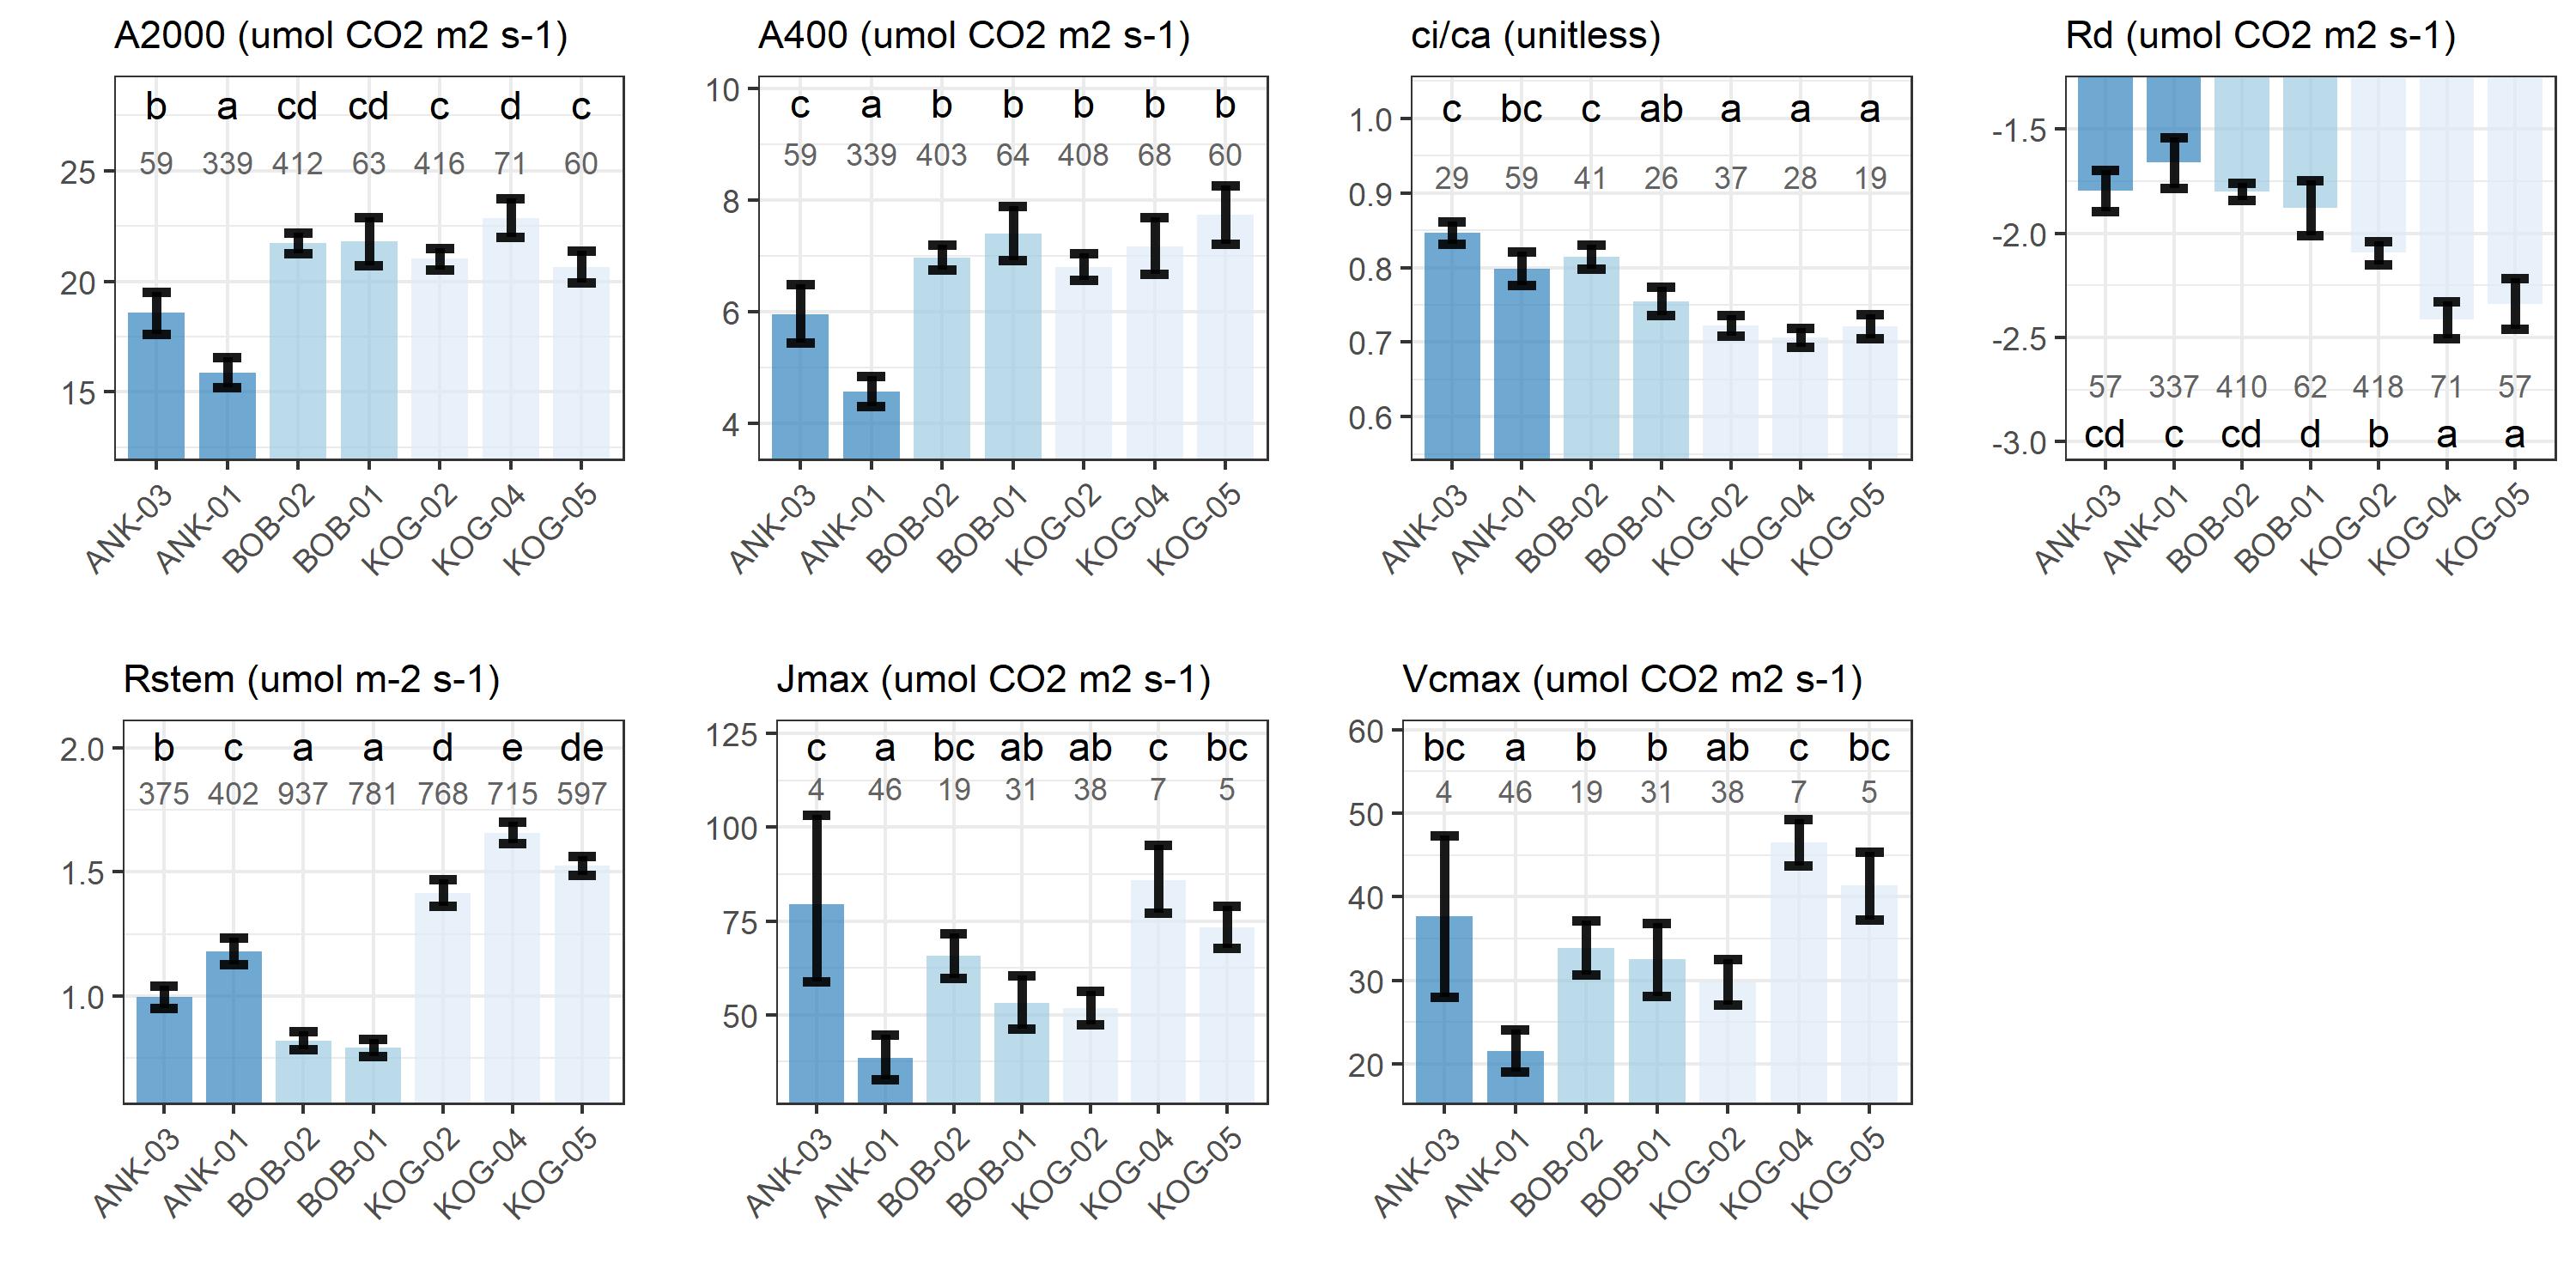 A2000 (umol CO2 m2 s-1)
b a cd cd c d c
59 339 412 63 416 71 60
25
20
15
ANK-03 ANK-01 BOB-02 BOB-01 KOG-02 KOG-04 KOG-05
A400 (umol CO2 m2 s-1)
10
c a b b b b b
59 339 403 64 408 68 60
8
6
4
ANK-03 ANK-01 BOB-02 BOB-01 KOG-02 KOG-04 KOG-05
ci/ca (unitless)
c bc c ab a a a
1.0
29 59 41 26 37 28 19
0.9
0.8
0.7
0.6
ANK-03 ANK-01 BOB-02 BOB-01 KOG-02 KOG-04 KOG-05
Rd (umol CO2 m2 s-1)
-1.5
-2.0
-2.5
57 337 410 62 418 71 57
-3.0
cd c cd d b a a
ANK-03 ANK-01 BOB-02 BOB-01 KOG-02 KOG-04 KOG-05
Rstem (umol m-2 s-1)
2.0
b c a a d e de
375 402 937 781 768 715 597
1.5
1.0
ANK-03 ANK-01 BOB-02 BOB-01 KOG-02 KOG-04 KOG-05
Jmax (umol CO2 m2 s-1)
125
c a bc ab ab c bc
4 46 19 31 38 7 5
100
75
50
ANK-03 ANK-01 BOB-02 BOB-01 KOG-02 KOG-04 KOG-05
Vcmax (umol CO2 m2 s-1)
60
bc a b b ab c bc
4 46 19 31 38 7 5
50
40
30
20
ANK-03 ANK-01 BOB-02 BOB-01 KOG-02 KOG-04 KOG-05